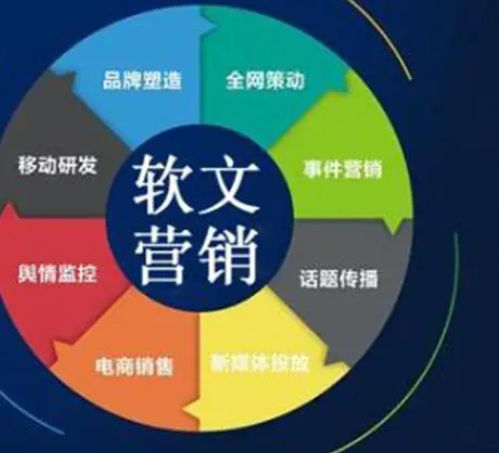 品牌塑造
全网策动
移动研发
事件营销
软文
营销
舆情监控
话题传播
电商销售
新媒体投放